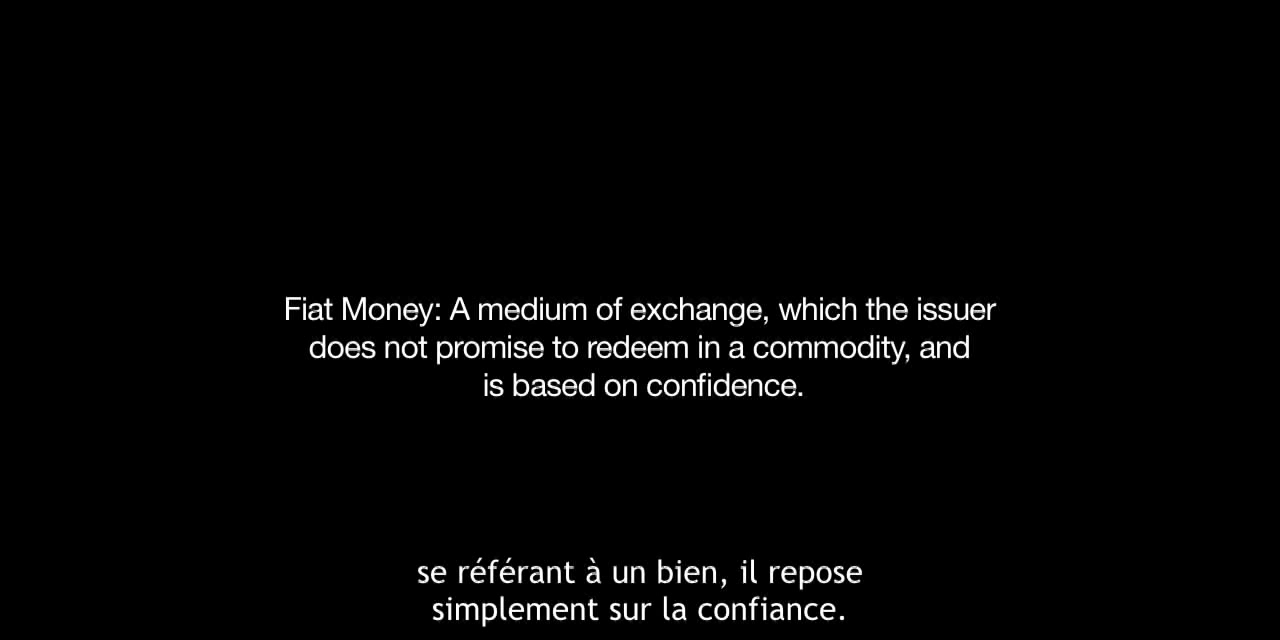 Fiat Money: A medium of exchange, which the issuer
does not promise to redeem in a commodity, and
is based on confidence.
se référant à un bien, il repose
simplement sur la confiance.